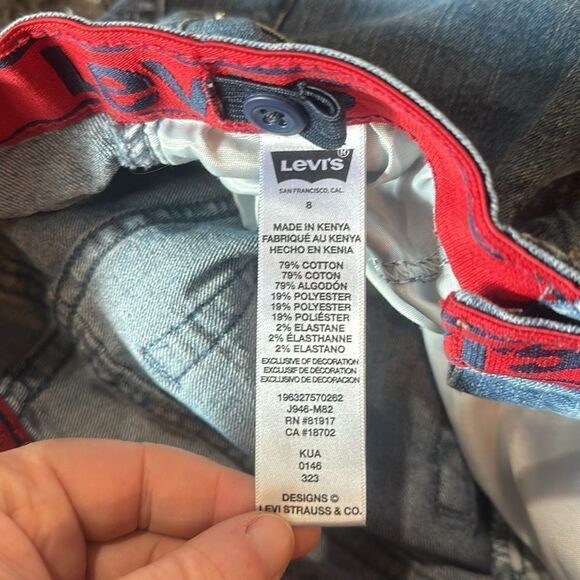 Levi's
LEVI'S®
SAN FRANCISCO, CAL.
8
MADE IN KENYA
FABRIQUÉ AU KENYA
HECHO EN KENIA
79% COTTON
79% COTON
79% ALGODÓN
19% POLYESTER
19% POLYESTER
19% POLIÉSTER
2% ELASTANE
2% ÉLASTHANNE
2% ELASTANO
EXCLUSIVE OF DECORATION
EXCLUSIF DE DÉCORATION
EXCLUSIVO DE DECORACION
196327570262
J946-M82
RN #81917
CA #18702
KUA
0146
323
DESIGNS ©
LEVI STRAUSS & CO.